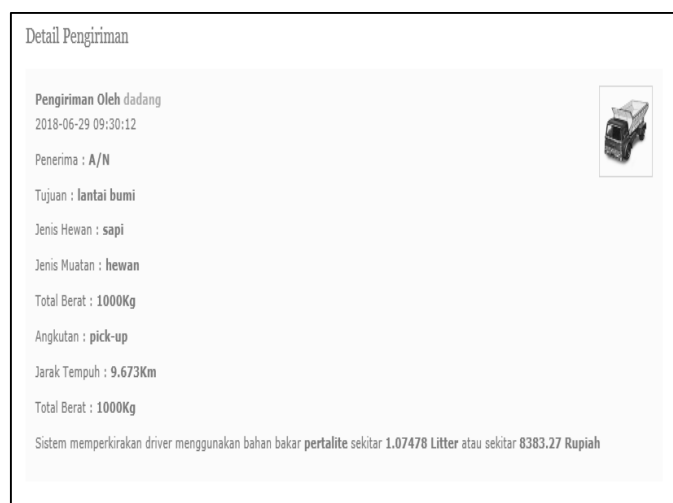 Detail Pengiriman
Pengiriman Oleh dadang
2018-06-29 09:30:12
Penerima : A/N
Tujuan : lantai bumi
Jenis Hewan : sapi
Jenis Muatan : hewan
Total Berat : 1000Kg
Angkutan : pick-up
Jarak Tempuh : 9.673Km
Total Berat : 1000Kg
Sistem memperkirakan driver menggunakan bahan bakar pertalite sekitar 1.07478 Litter atau sekitar 8383.27 Rupiah